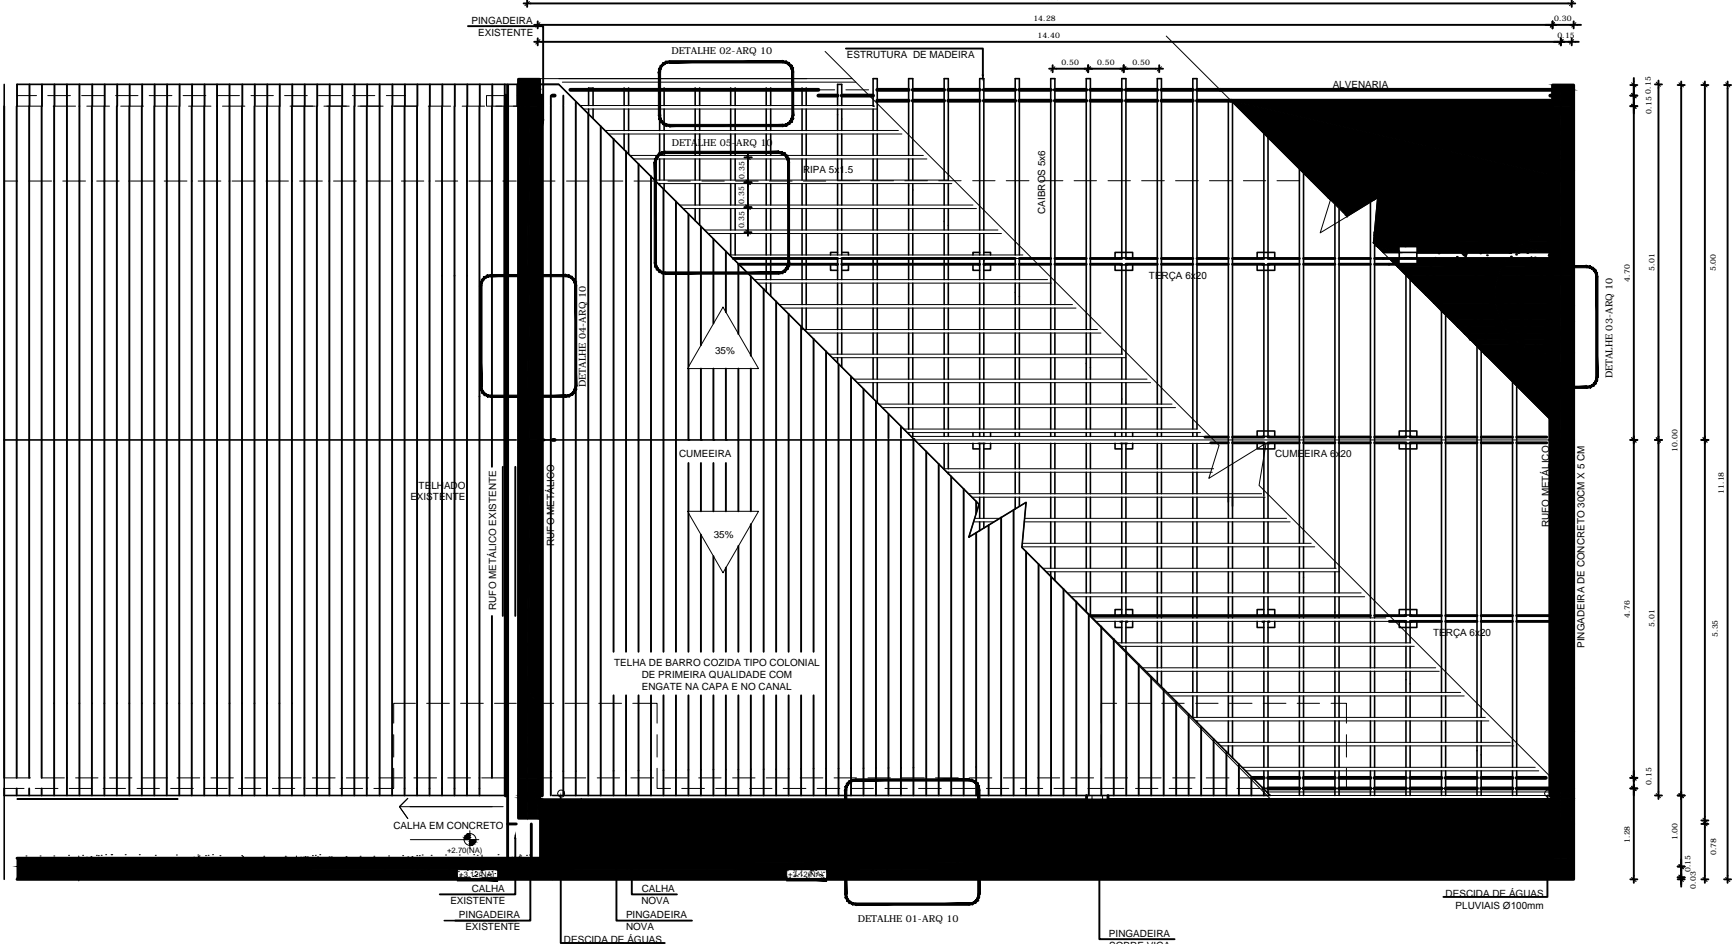 PINGADEIRA
EXISTENTE
14.28
0.30
14.40
0.15
DETALHE 02-ARQ 10
ESTRUTURA DE MADEIRA
0.50
0.50
0.50
ALVENARIA
0.15
0.15
DETALHE 05-ARQ 10
RIPA 5x1.5
0.35
0.35
0.35
CAIBROS 5x6
TERÇA 6x20
DETALHE 04-ARQ 10
DETALHE 03-ARQ 10
4.70
5.01
5.00
35%
CUMEEIRA
CUMEEIRA 6x20
10.00
11.18
TELHADO
EXISTENTE
RUFO METÁLICO EXISTENTE
RUFO METÁLICO
RUFO METÁLICO
PINGADEIRA DE CONCRETO 30CM X 5 CM
35%
4.76
5.01
5.35
TERÇA 6x20
TELHA DE BARRO COZIDA TIPO COLONIAL
DE PRIMEIRA QUALIDADE COM
ENGATE NA CAPA E NO CANAL
0.15
CALHA EM CONCRETO
+2.70(NA)
1.28
1.00
0.78
0.15
0.03
CALHA
EXISTENTE
CALHA
NOVA
PINGADEIRA
EXISTENTE
PINGADEIRA
NOVA
DESCIDA DE ÁGUAS
DETALHE 01-ARQ 10
PINGADEIRA
DESCIDA DE ÁGUAS
PLUVIAIS Ø100mm